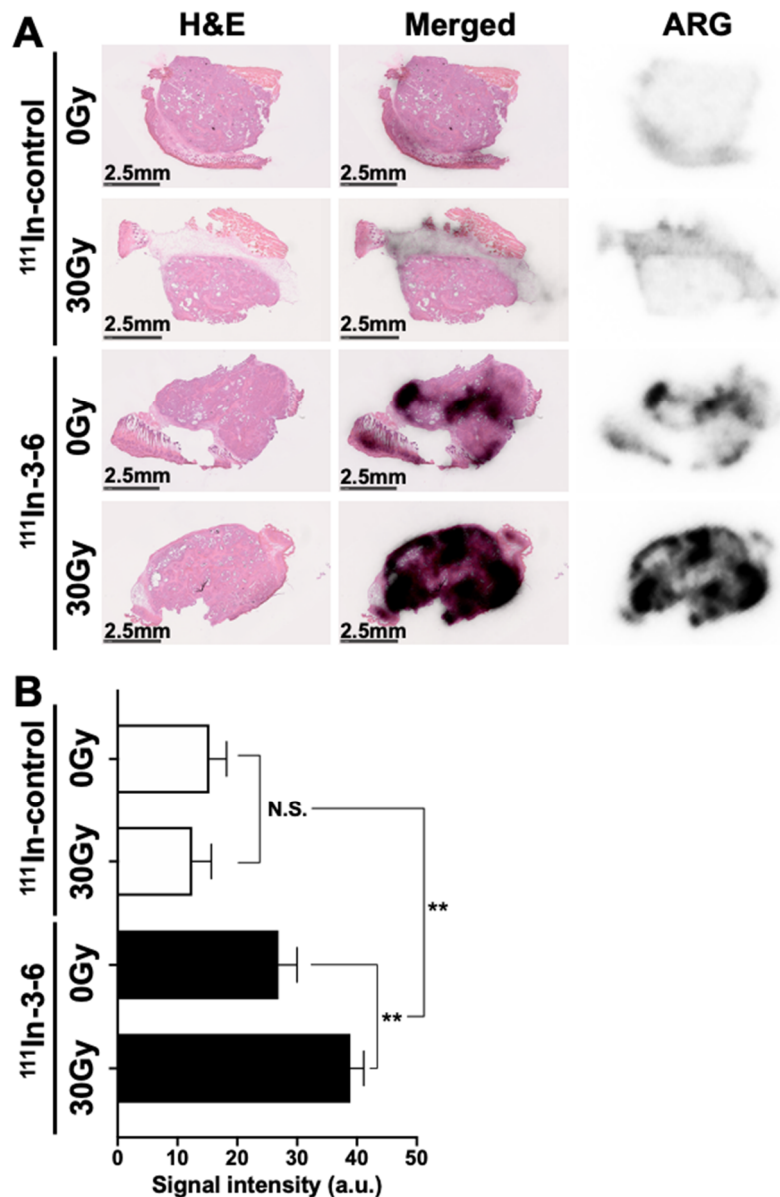 A
H&E Merged ARG
¹¹¹In-control
0Gy
2.5mm 2.5mm
30Gy
2.5mm 2.5mm
¹¹¹In-3-6
0Gy
2.5mm 2.5mm
30Gy
2.5mm 2.5mm
B
¹¹¹In-control
0Gy
N.S.
30Gy
**
¹¹¹In-3-6
0Gy
**
30Gy
0 10 20 30 40 50
Signal intensity (a.u.)